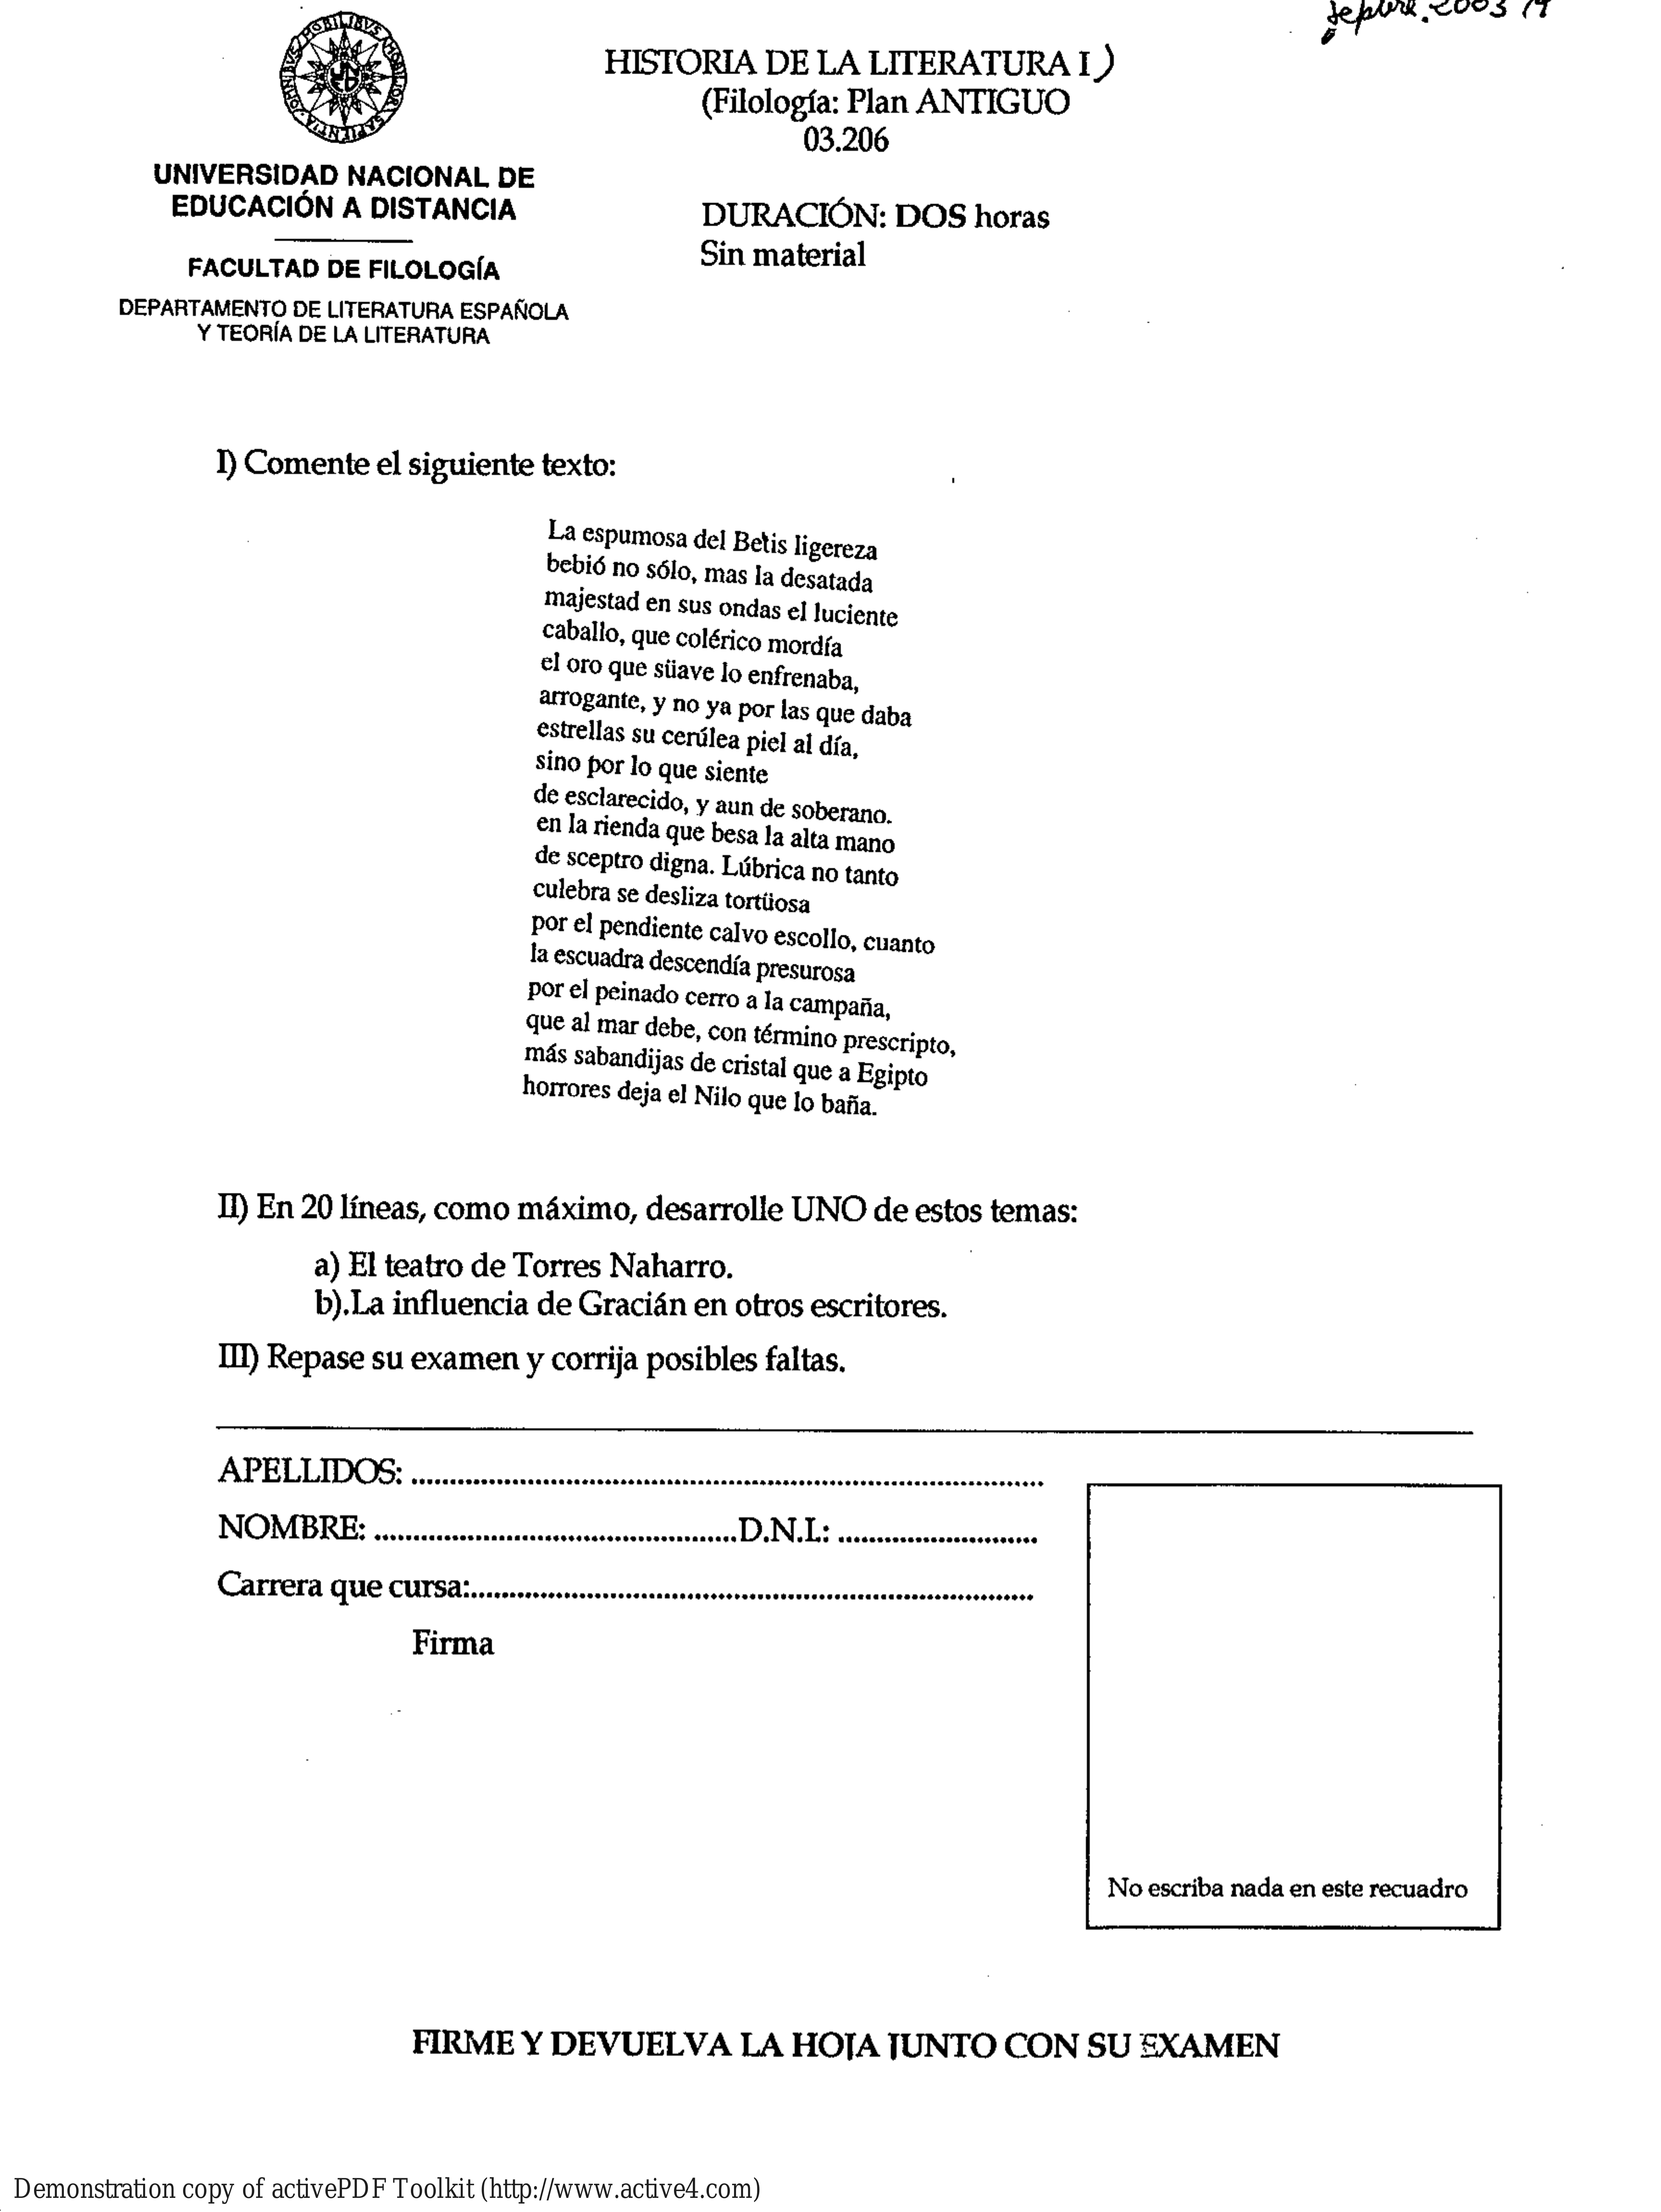 Septbre. 2003
HISTORIA DE LA LITERATURA I)
(Filología: Plan ANTIGUO
03.206
UNIVERSIDAD NACIONAL DE
EDUCACIÓN A DISTANCIA
DURACIÓN: DOS horas
Sin material
FACULTAD DE FILOLOGÍA
DEPARTAMENTO DE LITERATURA ESPAÑOLA
Y TEORÍA DE LA LITERATURA
I) Comente el siguiente texto:
La espumosa del Betis ligereza
bebió no sólo, mas la desatada
majestad en sus ondas el luciente
caballo, que colérico mordía
el oro que süave lo enfrenaba,
arrogante, y no ya por las que daba
estrellas su cerúlea piel al día,
sino por lo que siente
de esclarecido, y aun de soberano.
en la rienda que besa la alta mano
de sceptro digna. Lúbrica no tanto
culebra se desliza tortüosa
por el pendiente calvo escollo, cuanto
la escuadra descendía presurosa
por el peinado cerro a la campaña,
que al mar debe, con término prescripto,
más sabandijas de cristal que a Egipto
horrores deja el Nilo que lo baña.
II) En 20 líneas, como máximo, desarrolle UNO de estos temas:
a) El teatro de Torres Naharro.
b).La influencia de Gracián en otros escritores.
III) Repase su examen y corrija posibles faltas.
APELLIDOS: ....................................................................................
NOMBRE: ................................................D.N.I.: ..........................
Carrera que cursa:..........................................................................
Firma
No escriba nada en este recuadro
FIRME Y DEVUELVA LA HOJA JUNTO CON SU EXAMEN
Demonstration copy of activePDF Toolkit (http://www.active4.com)